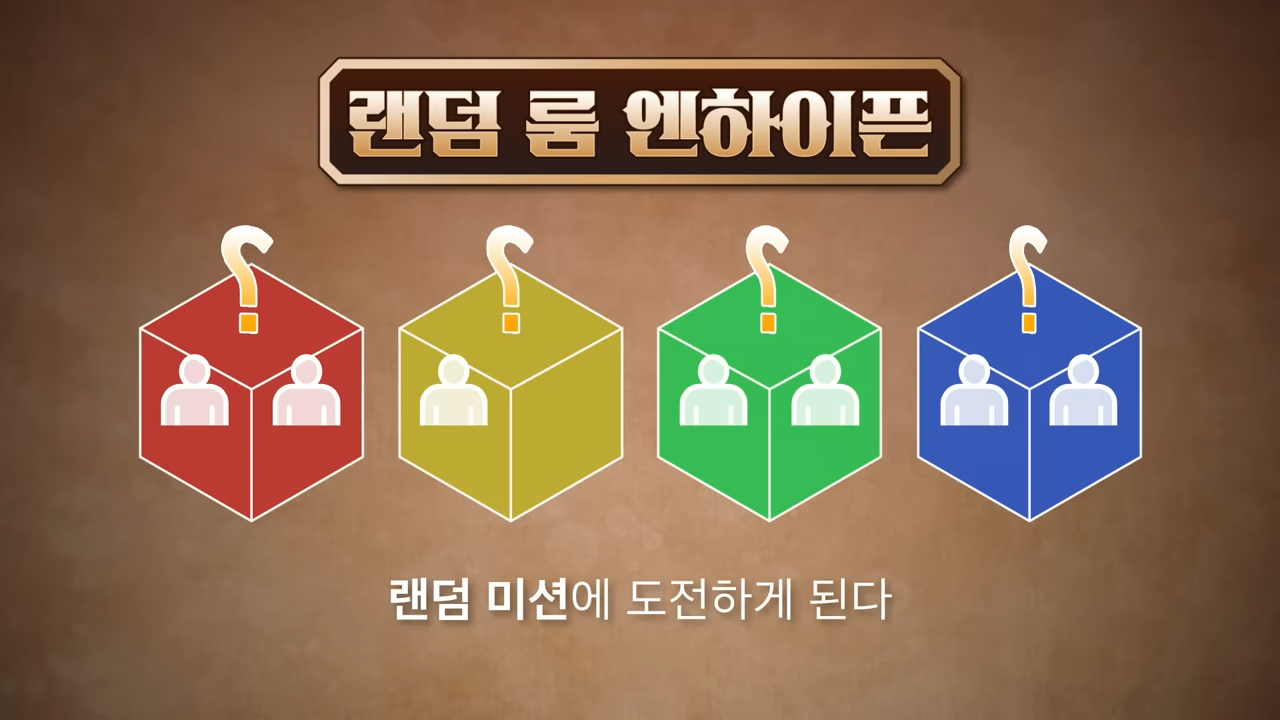 랜덤 룸 엔하이픈
? ? ? ?
랜덤 미션에 도전하게 된다